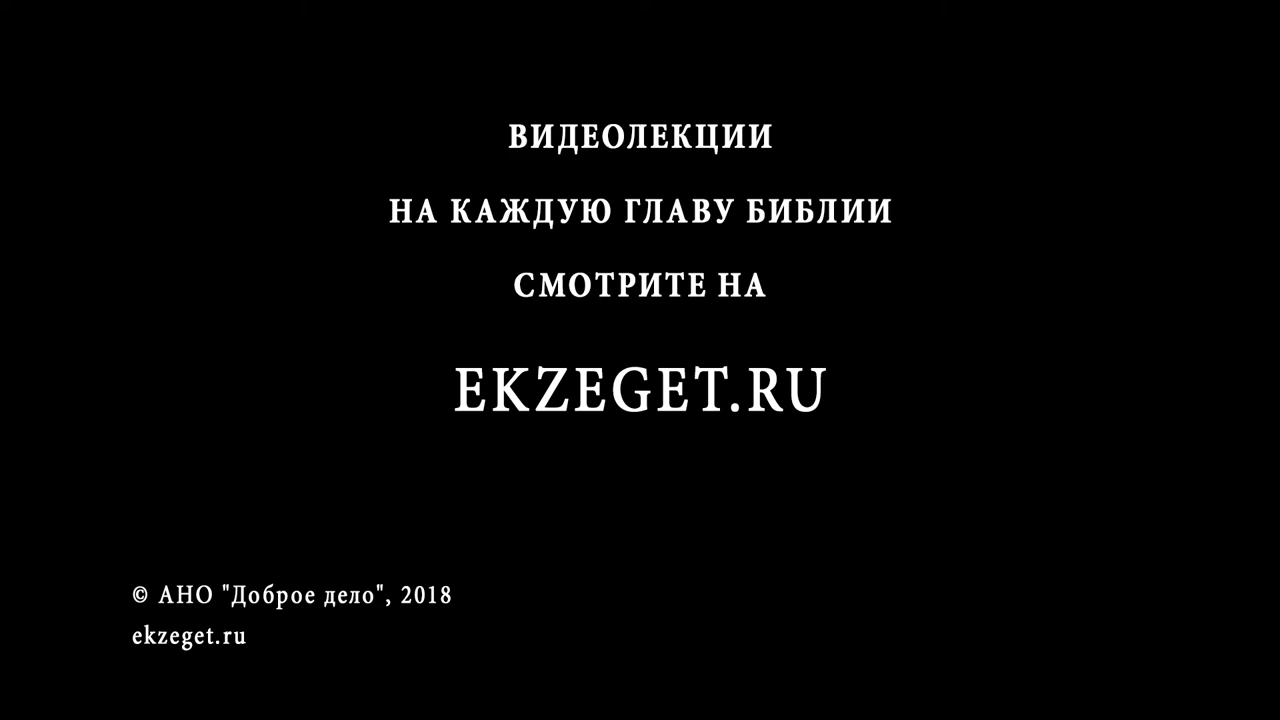 ВИДЕОЛЕКЦИИ
НА КАЖДУЮ ГЛАВУ БИБЛИИ
СМОТРИТЕ НА
EKZEGET.RU
© АНО "Доброе дело", 2018
ekzeget.ru